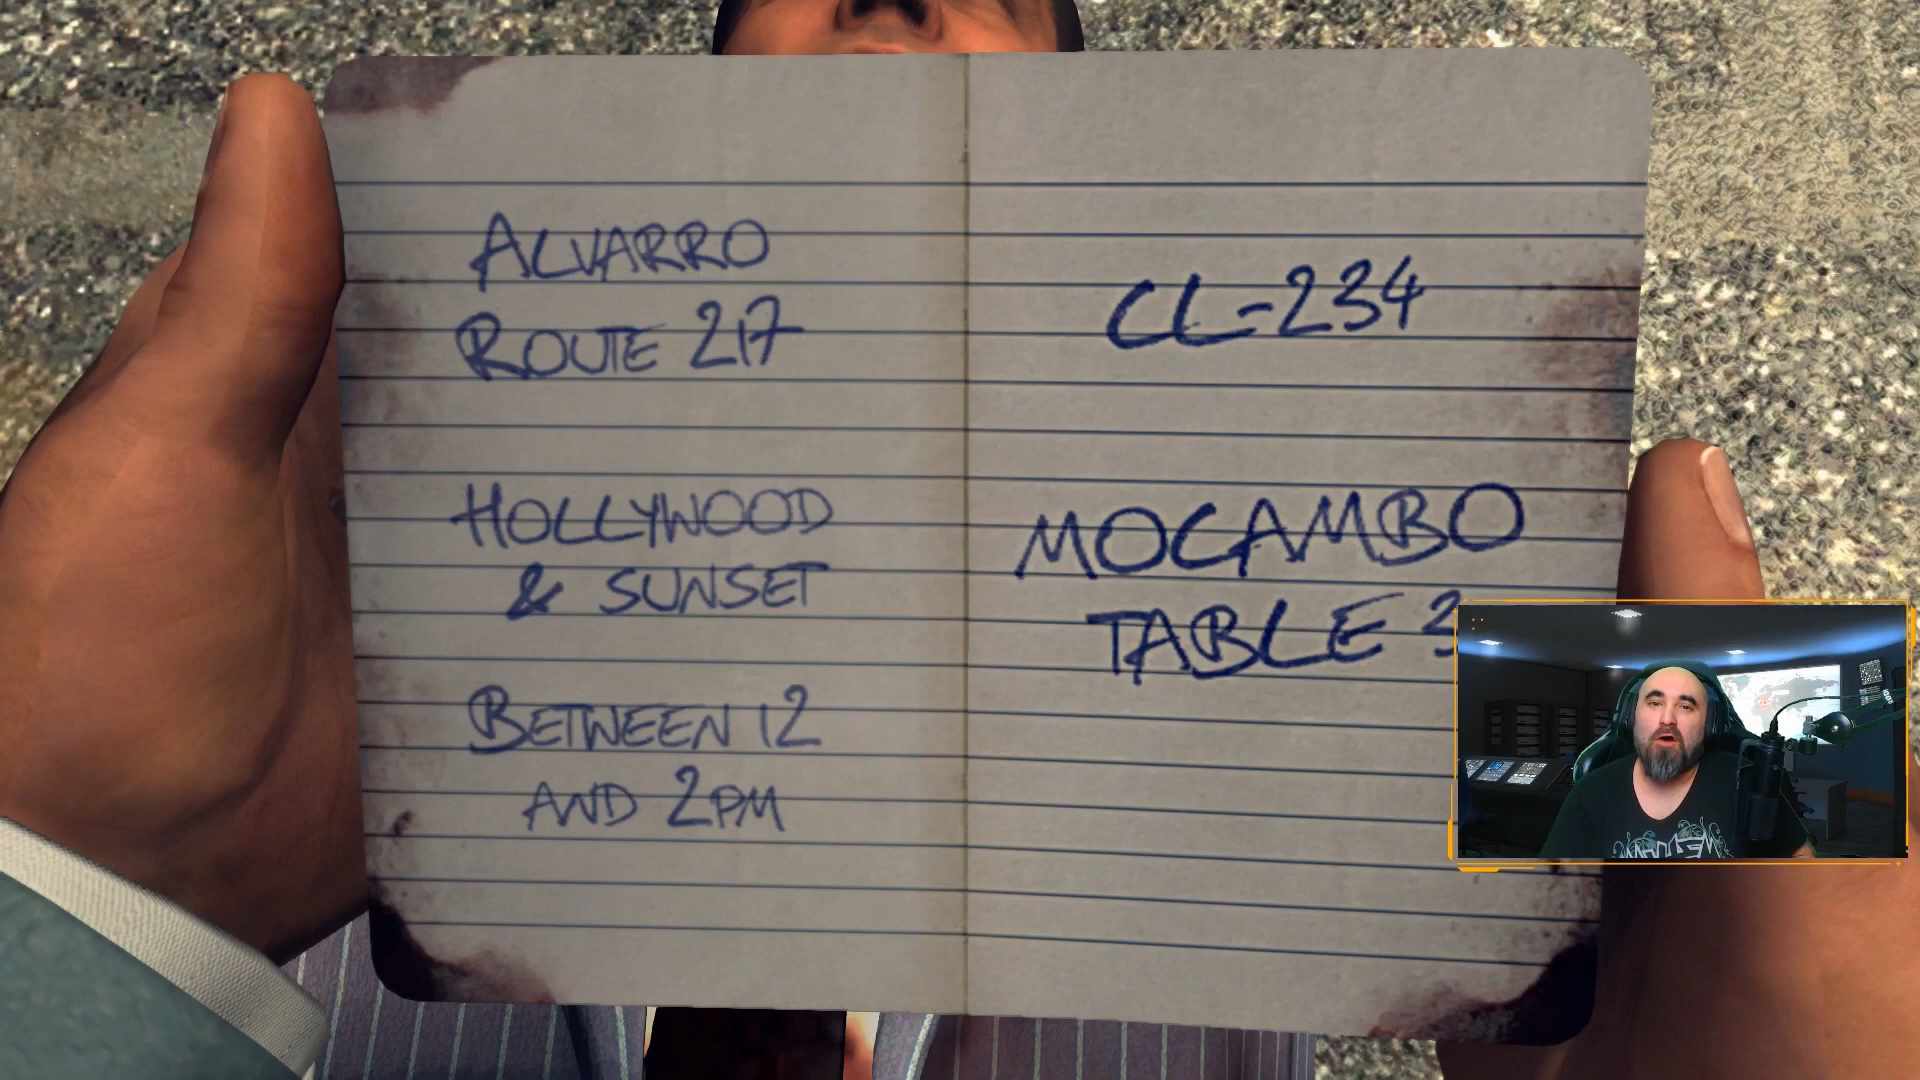 ALVARRO
ROUTE 217
HOLLYWOOD
& SUNSET
BETWEEN 12
AND 2PM
CL-234
MOCAMBO
TABLE